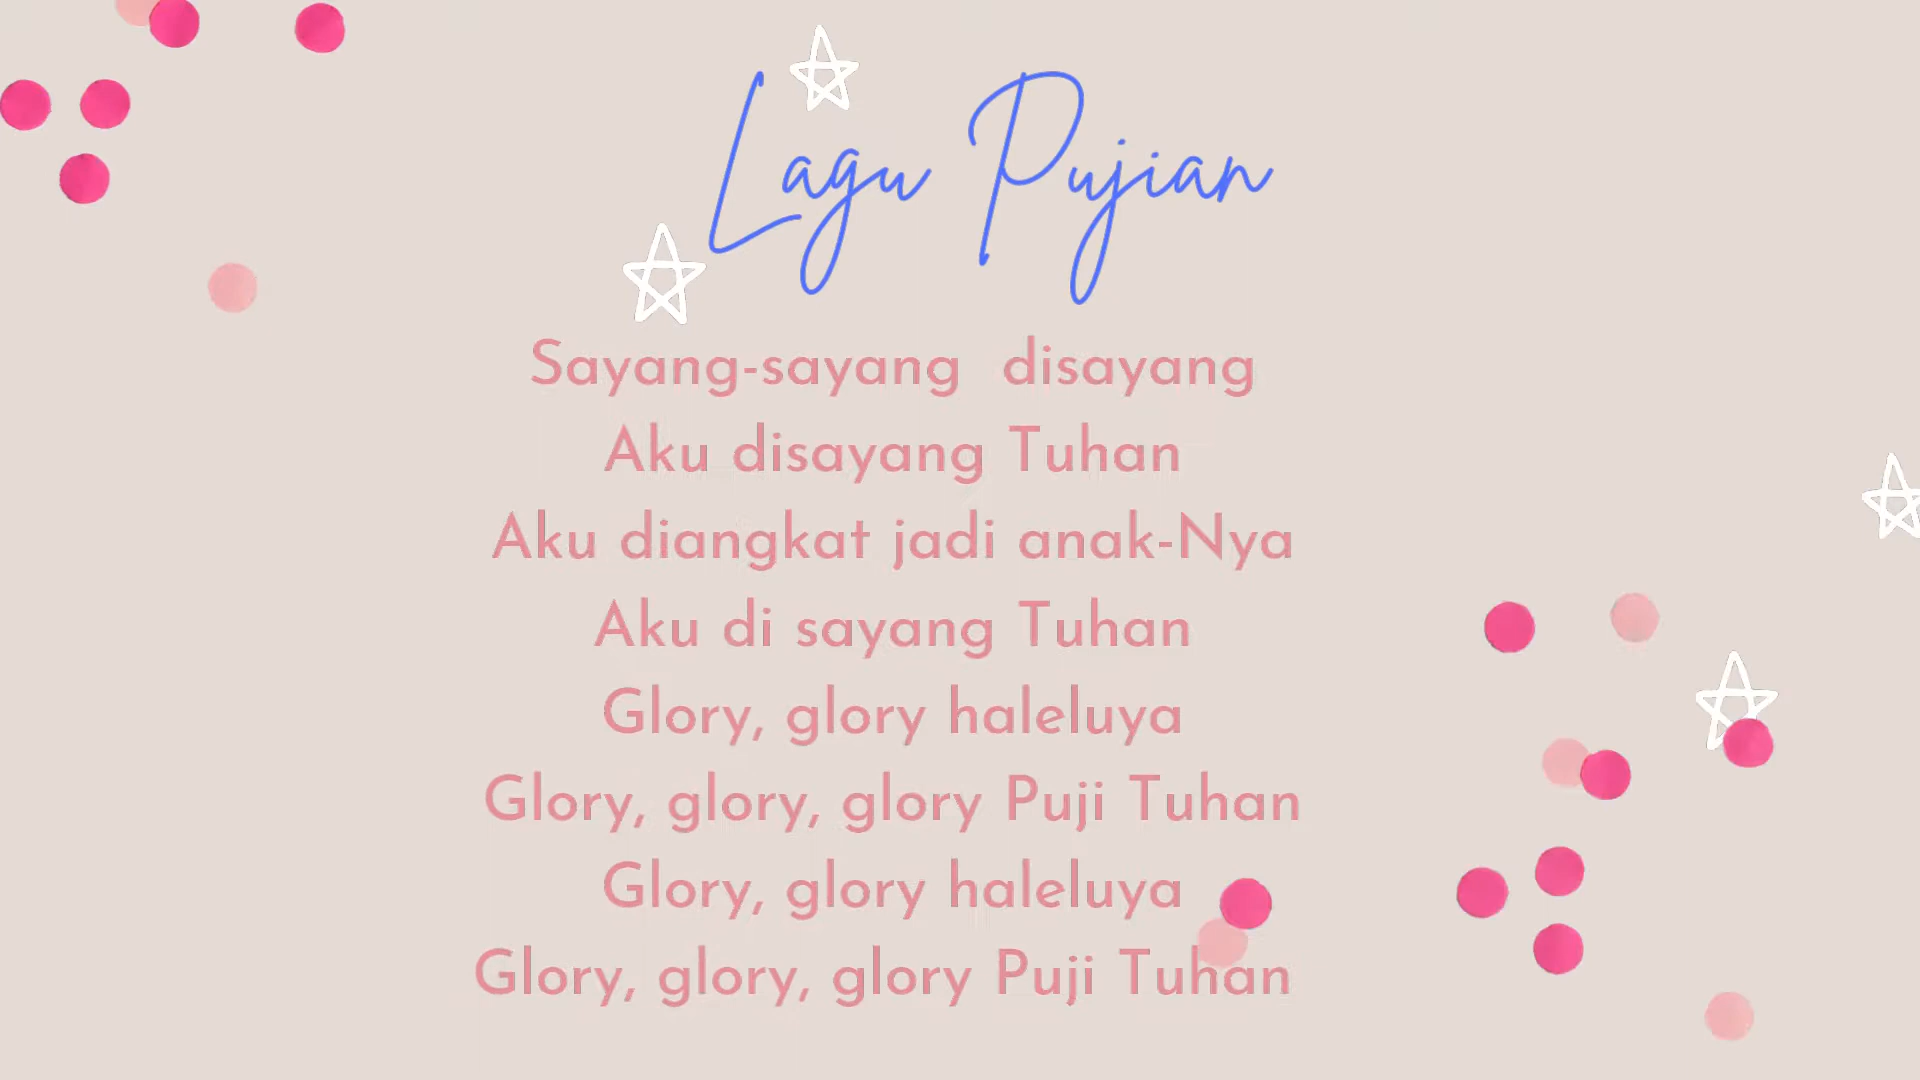 Lagu Pujian
Sayang-sayang disayang
Aku disayang Tuhan
Aku diangkat jadi anak-Nya
Aku di sayang Tuhan
Glory, glory haleluya
Glory, glory, glory Puji Tuhan
Glory, glory haleluya
Glory, glory, glory Puji Tuhan